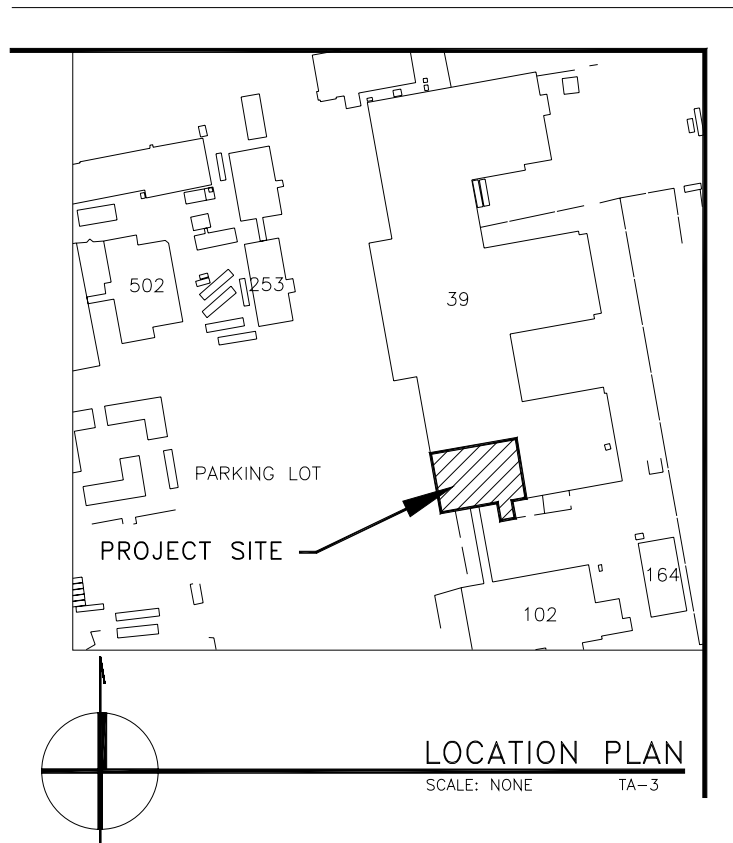 502
253
39
PARKING LOT
PROJECT SITE
164
102
LOCATION PLAN
SCALE: NONE TA-3